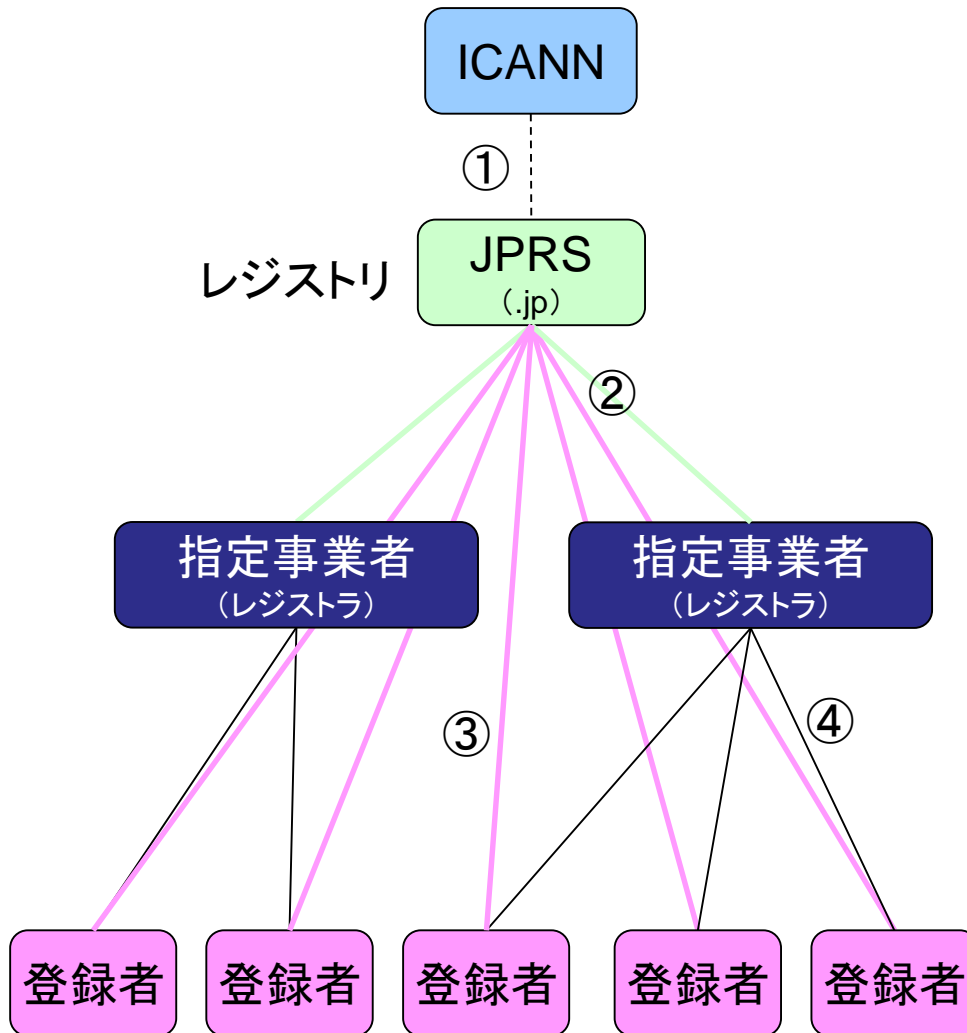 ICANN
①
レジストリ
JPRS
（.jp）
②
指定事業者
（レジストラ）
指定事業者
（レジストラ）
③
④
登録者
登録者
登録者
登録者
登録者